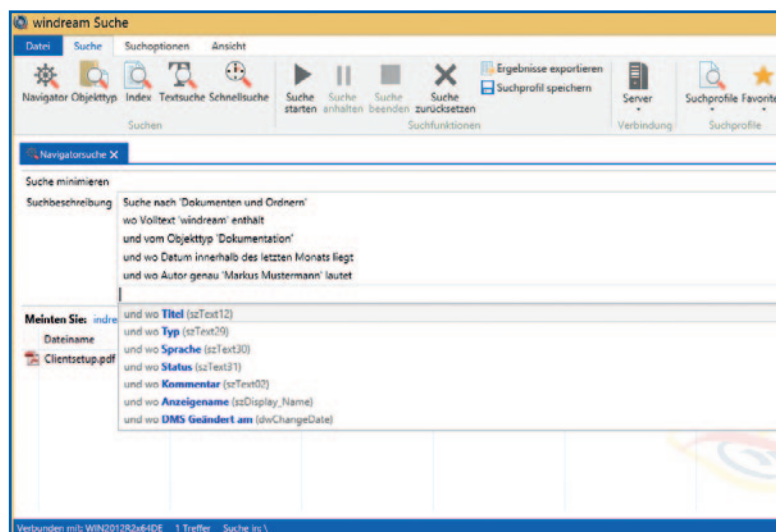 windream Suche
Datei Suche Suchoptionen Ansicht
Navigator Objekttyp Index Textsuche Schnellsuche Suche starten Suche anhalten Suche beenden Suche zurücksetzen Ergebnisse exportieren Suchprofil speichern Server Suchprofile Favorite
Suchen Suchfunktionen Verbindung Suchprofile
Navigatorsuche X
Suche minimieren
Suchbeschreibung Suche nach 'Dokumenten und Ordnern'
wo Volltext 'windream' enthält
und vom Objekttyp 'Dokumentation'
und wo Datum innerhalb des letzten Monats liegt
und wo Autor genau 'Markus Mustermann' lautet
Meinten Sie: indre
und wo Titel (szText12)
Dateiname
und wo Typ (szText29)
Clientsetup.pdf
und wo Sprache (szText30)
und wo Status (szText31)
und wo Kommentar (szText02)
und wo Anzeigename (szDisplay_Name)
und wo DMS Geändert am (dwChangeDate)
Verbunden mit: WIN2012R2x64DE 1 Treffer Suche in: \